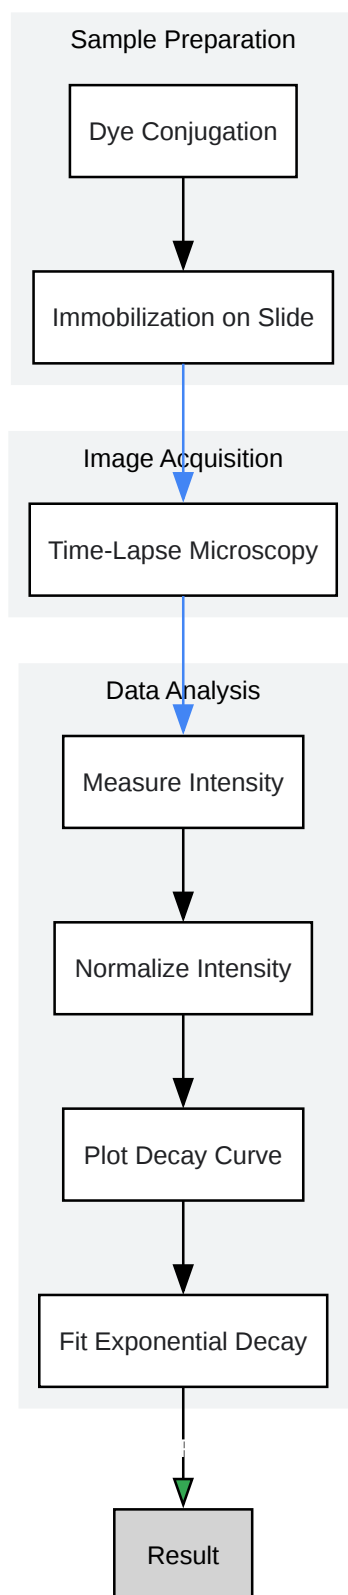 Sample Preparation
Dye Conjugation
Immobilization on Slide
Image Acquisition
Time-Lapse Microscopy
Data Analysis
Measure Intensity
Normalize Intensity
Plot Decay Curve
Fit Exponential Decay
Result